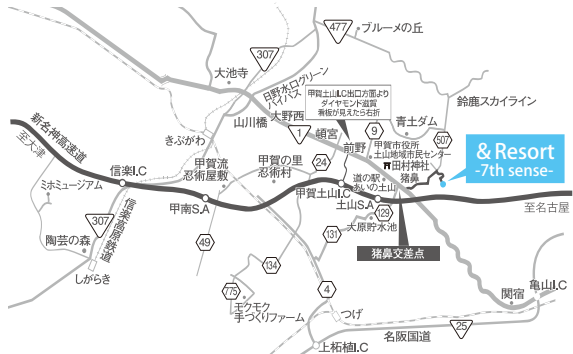 477
ブルーメの丘
307
大池寺
日野水口グリーン
バイパス
甲賀土山I.C出口方面より
ダイヤモンド滋賀
看板が見えたら右折
鈴鹿スカイライン
新名神高速道
至大津
山川橋
大野西
きぶがわ
1
頓宮
9
青土ダム
507
前野
甲賀市役所
土山地域市民センター
田村神社
& Resort
-7th sense-
信楽I.C
甲賀流
忍術屋敷
甲賀の里
忍術村
24
道の駅
あいの土山
猪鼻
ミホミュージアム
甲賀土山I.C
甲南S.A
土山S.A
至名古屋
307
信楽高原鉄道
129
大原貯水池
131
陶芸の森
49
134
猪鼻交差点
しがらき
775
4
関宿
亀山I.C
モクモク
手づくりファーム
つげ
25
名阪国道
上柘植I.C